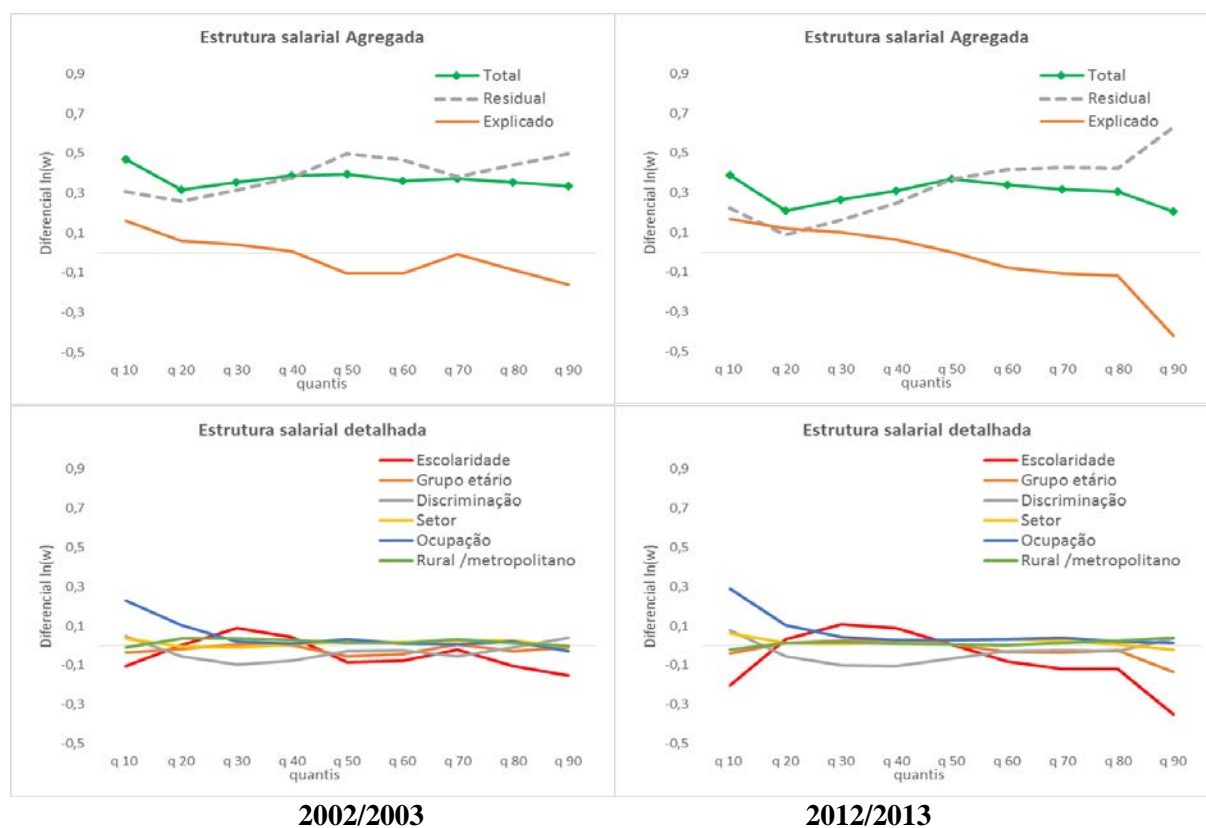 Estrutura salarial Agregada
Total
Residual
Explicado
Diferencial ln(w)
0,9
0,7
0,5
0,3
0,1
-0,1
-0,3
-0,5
q 10 q 20 q 30 q 40 q 50 q 60 q 70 q 80 q 90
quantis
Estrutura salarial Agregada
Total
Residual
Explicado
Diferencial ln(w)
0,9
0,7
0,5
0,3
0,1
-0,1
-0,3
-0,5
q 10 q 20 q 30 q 40 q 50 q 60 q 70 q 80 q 90
quantis
Estrutura salarial detalhada
Escolaridade
Grupo etário
Discriminação
Setor
Ocupação
Rural /metropolitano
Diferencial ln(w)
0,9
0,7
0,5
0,3
0,1
-0,1
-0,3
-0,5
q 10 q 20 q 30 q 40 q 50 q 60 q 70 q 80 q 90
quantis
Estrutura salarial detalhada
Escolaridade
Grupo etário
Discriminação
Setor
Ocupação
Rural /metropolitano
Diferencial ln(w)
0,9
0,7
0,5
0,3
0,1
-0,1
-0,3
-0,5
q 10 q 20 q 30 q 40 q 50 q 60 q 70 q 80 q 90
quantis
2002/2003 2012/2013